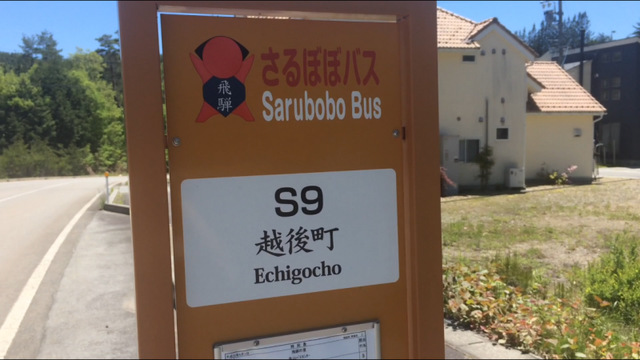 さるぼぼバス
飛騨
Sarubobo Bus
S9
越後町
Echigocho